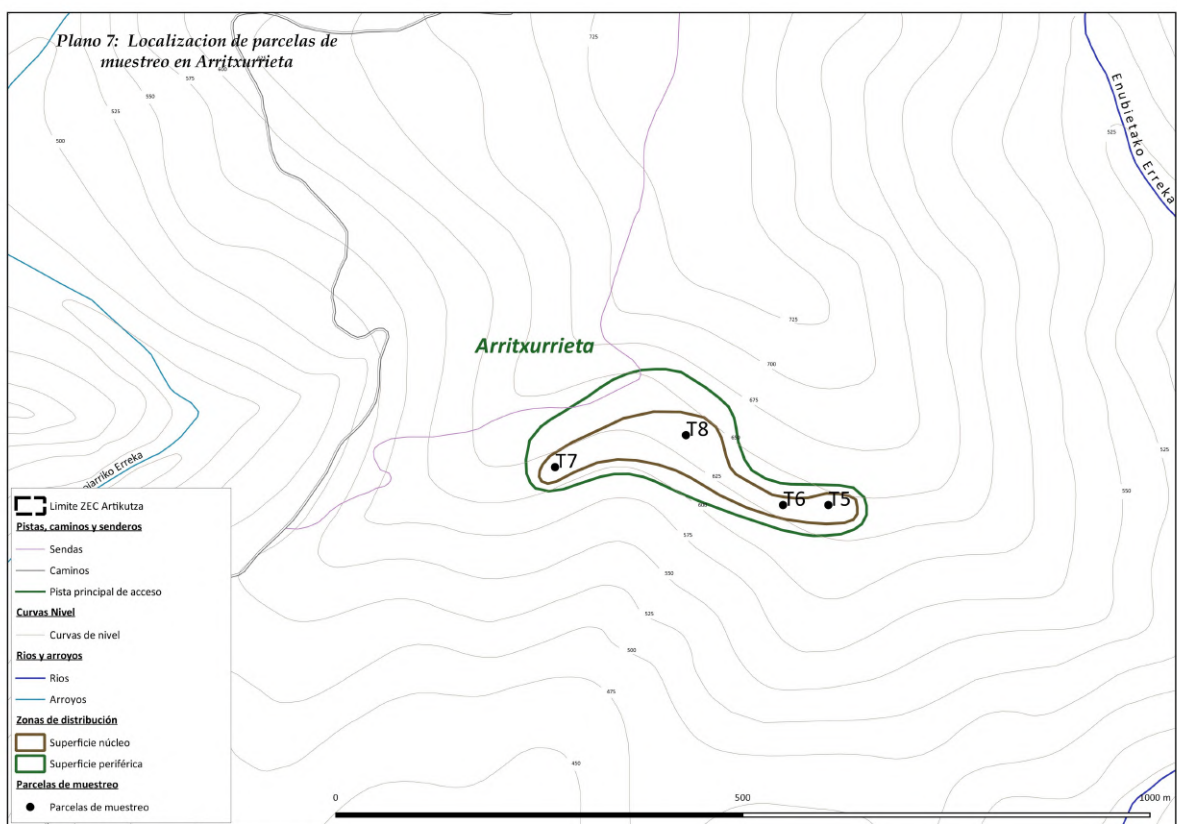 Plano 7: Localizacion de parcelas de
muestreo en Arritxurrieta
725
575
550
525
500
525
Enubietako Erreka
725
700
Arritxurrieta
675
650
T8
T7
625
T6
T5
600
575
550
525
550
525
500
475
450
Límite ZEC Artikutza
Pistas, caminos y senderos
Sendas
Caminos
Pista principal de acceso
Curvas Nivel
Curvas de nivel
Rios y arroyos
Rios
Arroyos
Zonas de distribución
Superficie núcleo
Superficie periférica
Parcelas de muestreo
Parcelas de muestreo
0
500
1000 m